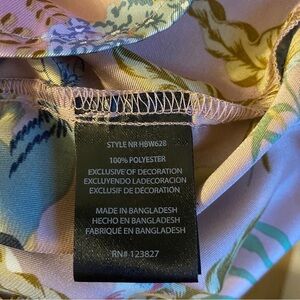 STYLE NR HBW628
100% POLYESTER
EXCLUSIVE OF DECORATION
EXCLUYENDO LADECORACIÓN
EXCLUSIF DE DÉCORATION
MADE IN BANGLADESH
HECHO EN BANGLADESH
FABRIQUÉ EN BANGLADESH
RN# 123827